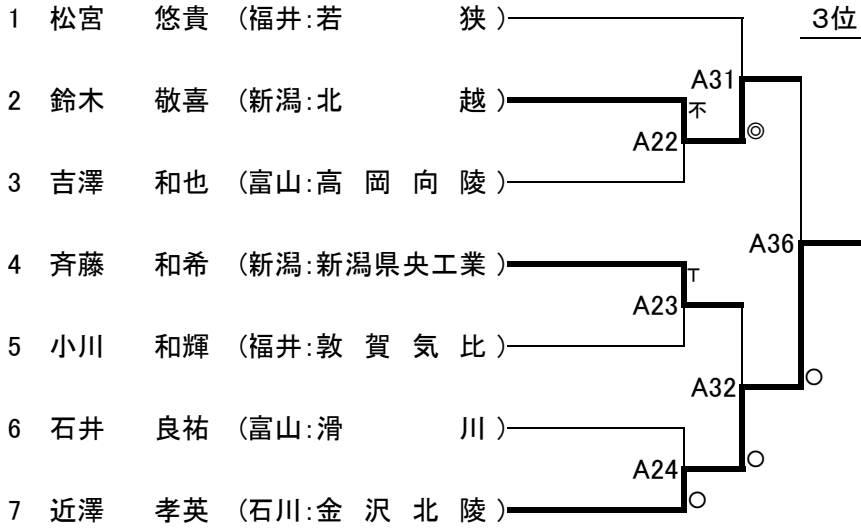 1 松宮 悠貴 (福井:若 狭)
3位
A31
2 鈴木 敬喜 (新潟:北 越)
不
A22
◎
3 吉澤 和也 (富山:高 岡 向 陵)
A36
4 斉藤 和希 (新潟:新潟県央工業)
T
A23
5 小川 和輝 (福井:敦 賀 気 比)
A32
○
6 石井 良祐 (富山:滑 川)
A24
○
7 近澤 孝英 (石川:金 沢 北 陵)
○